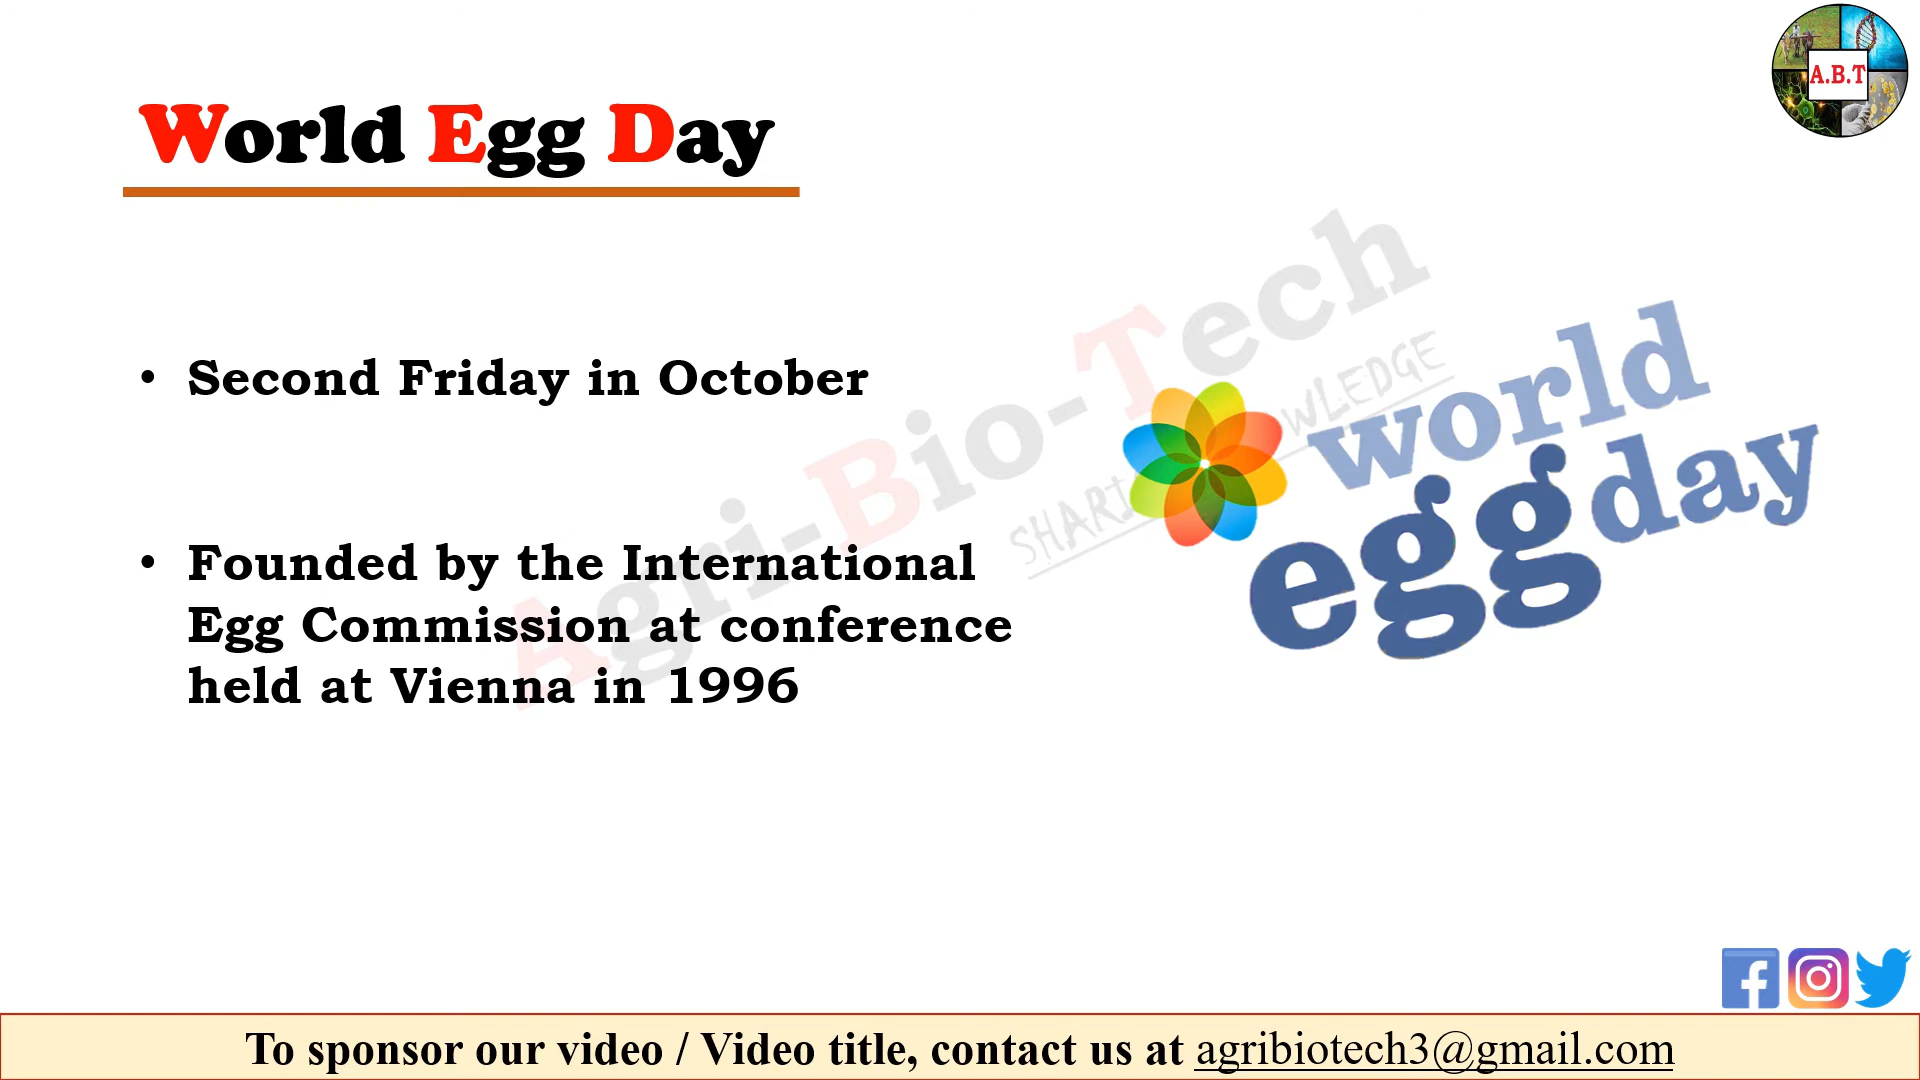 A.B.T
World Egg Day
• Second Friday in October
• Founded by the International
Egg Commission at conference
held at Vienna in 1996
Agri-Bio-Tech
world
egg day
To sponsor our video / Video title, contact us at agribiotech3@gmail.com